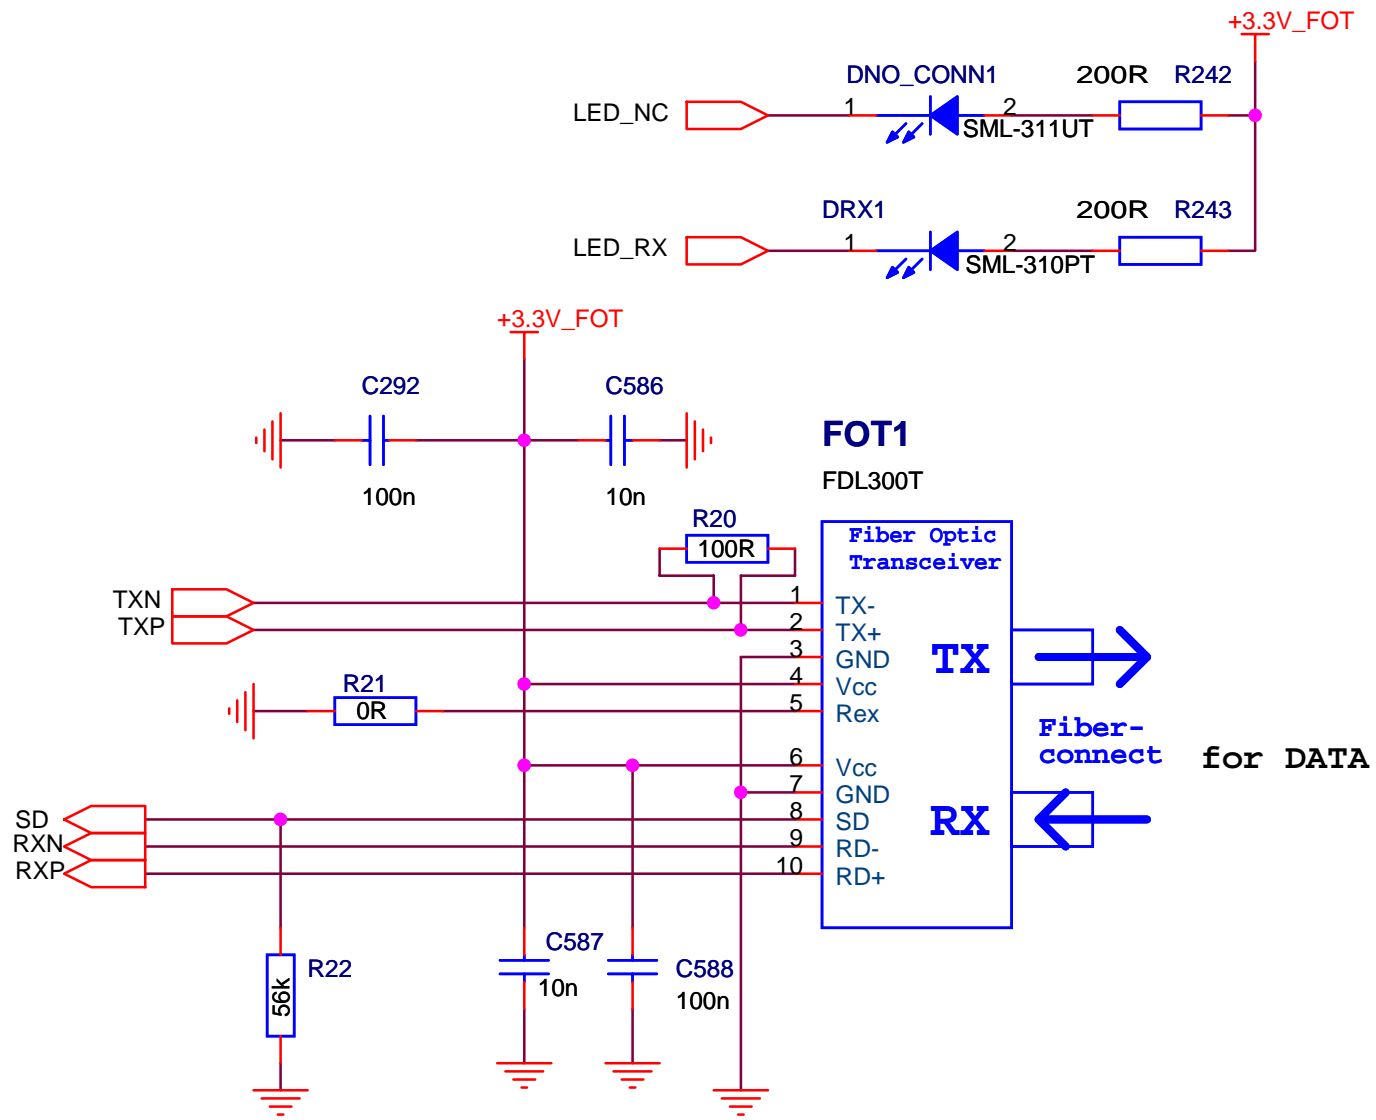 +3.3V_FOT
DNO_CONN1
200R R242
LED_NC
1
2
SML-311UT
DRX1
200R R243
LED_RX
1
2
SML-310PT
+3.3V_FOT
C292
C586
100n
10n
FOT1
FDL300T
R20
100R
Fiber Optic
Transceiver
TXN
1 TX-
TXP
2 TX+
3 GND
TX
R21
4 Vcc
0R
5 Rex
Fiber-
connect
for DATA
6 Vcc
7 GND
SD
8 SD
RX
RXN
9 RD-
RXP
10 RD+
C587
10n
R22
56k
C588
100n